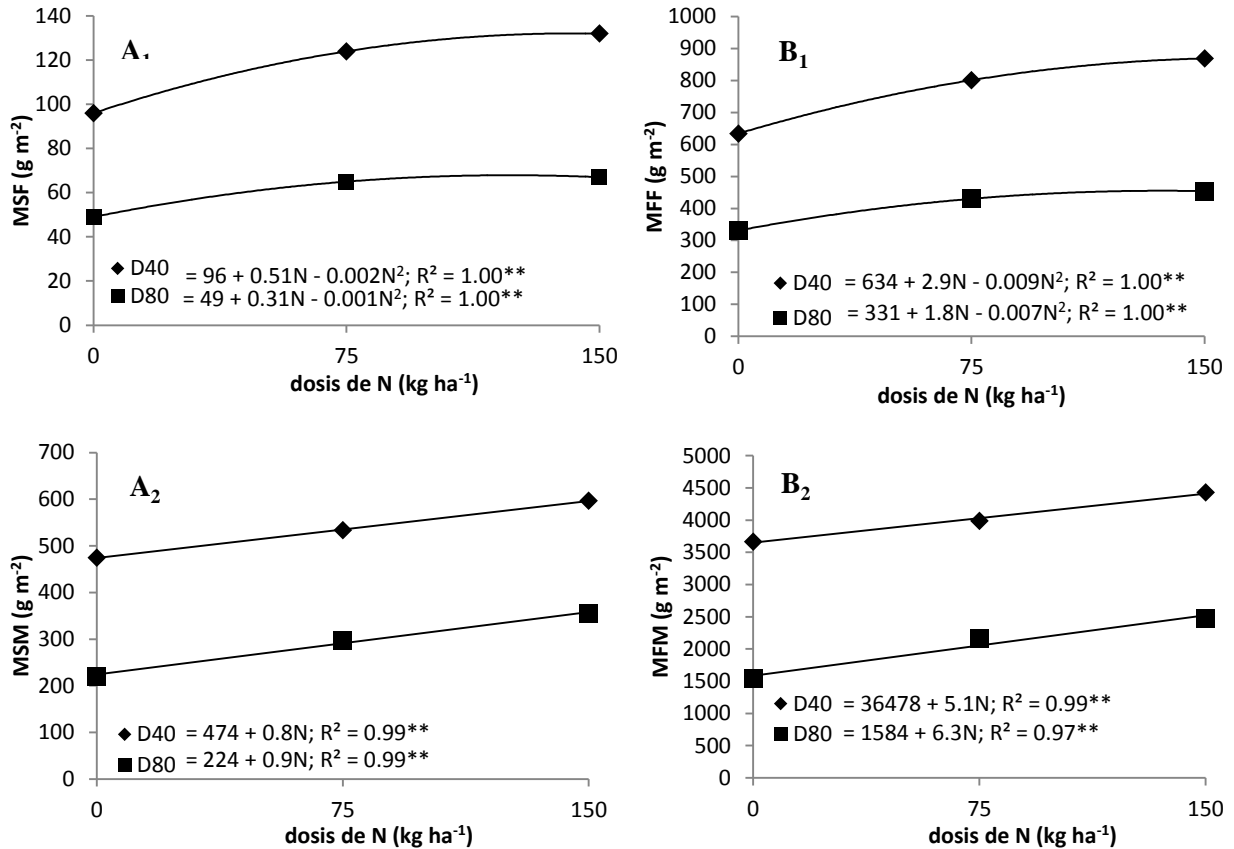 A₁
MSF (g m⁻²)
140
120
100
80
60
40
20
0
D40 = 96 + 0.51N - 0.002N²; R² = 1.00**
D80 = 49 + 0.31N - 0.001N²; R² = 1.00**
0 75 150
dosis de N (kg ha⁻¹)
B₁
MFF (g m⁻²)
1000
900
800
700
600
500
400
300
200
100
0
D40 = 634 + 2.9N - 0.009N²; R² = 1.00**
D80 = 331 + 1.8N - 0.007N²; R² = 1.00**
0 75 150
dosis de N (kg ha⁻¹)
A₂
MSM (g m⁻²)
700
600
500
400
300
200
100
0
D40 = 474 + 0.8N; R² = 0.99**
D80 = 224 + 0.9N; R² = 0.99**
0 75 150
dosis de N (kg ha⁻¹)
B₂
MFM (g m⁻²)
5000
4500
4000
3500
3000
2500
2000
1500
1000
500
0
D40 = 36478 + 5.1N; R² = 0.99**
D80 = 1584 + 6.3N; R² = 0.97**
0 75 150
dosis de N (kg ha⁻¹)